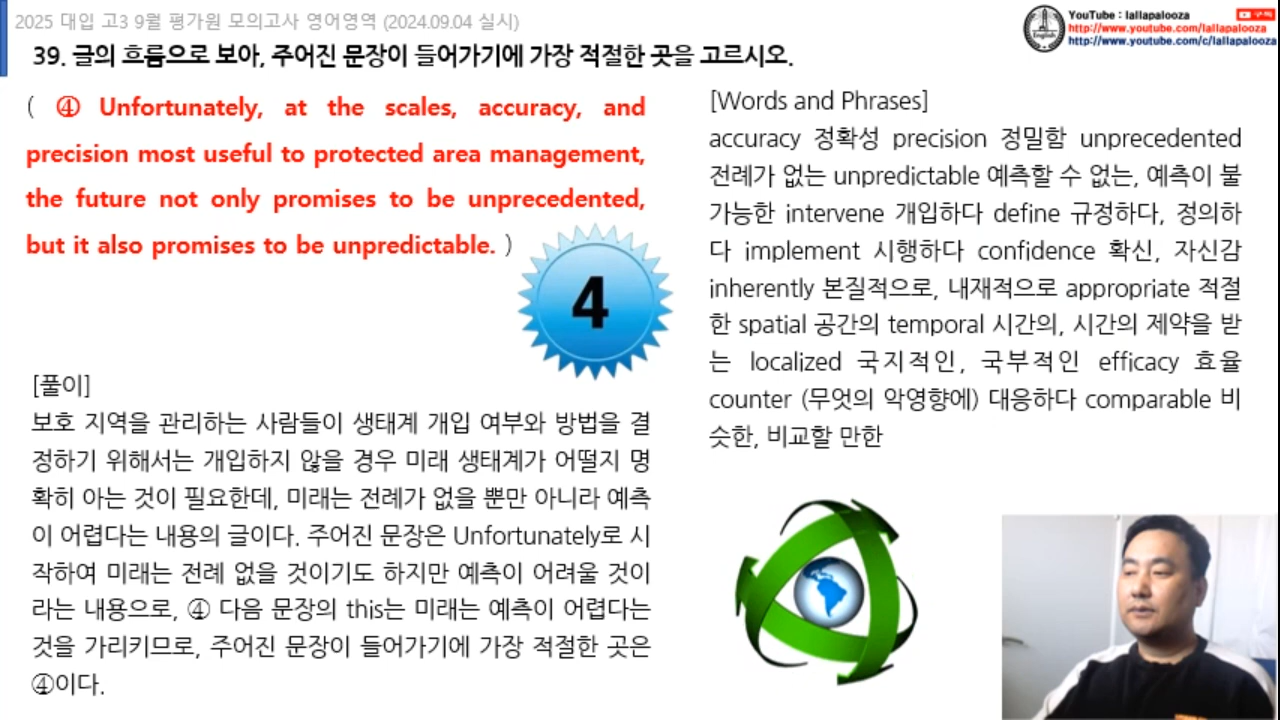 2025 대입 고3 9월 평가원 모의고사 영어영역 (2024.09.04 실시)
39. 글의 흐름으로 보아, 주어진 문장이 들어가기에 가장 적절한 곳을 고르시오.
YouTube : lallapalooza
http://www.youtube.com/lallapalooza
http://www.youtube.com/c/lallapalooza
( ④ Unfortunately, at the scales, accuracy, and
precision most useful to protected area management,
the future not only promises to be unprecedented,
but it also promises to be unpredictable. )
4
[풀이]
보호 지역을 관리하는 사람들이 생태계 개입 여부와 방법을 결
정하기 위해서는 개입하지 않을 경우 미래 생태계가 어떨지 명
확히 아는 것이 필요한데, 미래는 전례가 없을 뿐만 아니라 예측
이 어렵다는 내용의 글이다. 주어진 문장은 Unfortunately로 시
작하여 미래는 전례 없을 것이기도 하지만 예측이 어려울 것이
라는 내용으로, ④ 다음 문장의 this는 미래는 예측이 어렵다는
것을 가리키므로, 주어진 문장이 들어가기에 가장 적절한 곳은
④이다.
[Words and Phrases]
accuracy 정확성 precision 정밀함 unprecedented
전례가 없는 unpredictable 예측할 수 없는, 예측이 불
가능한 intervene 개입하다 define 규정하다, 정의하
다 implement 시행하다 confidence 확신, 자신감
inherently 본질적으로, 내재적으로 appropriate 적절
한 spatial 공간의 temporal 시간의, 시간의 제약을 받
는 localized 국지적인, 국부적인 efficacy 효율
counter (무엇의 악영향에) 대응하다 comparable 비
슷한, 비교할 만한